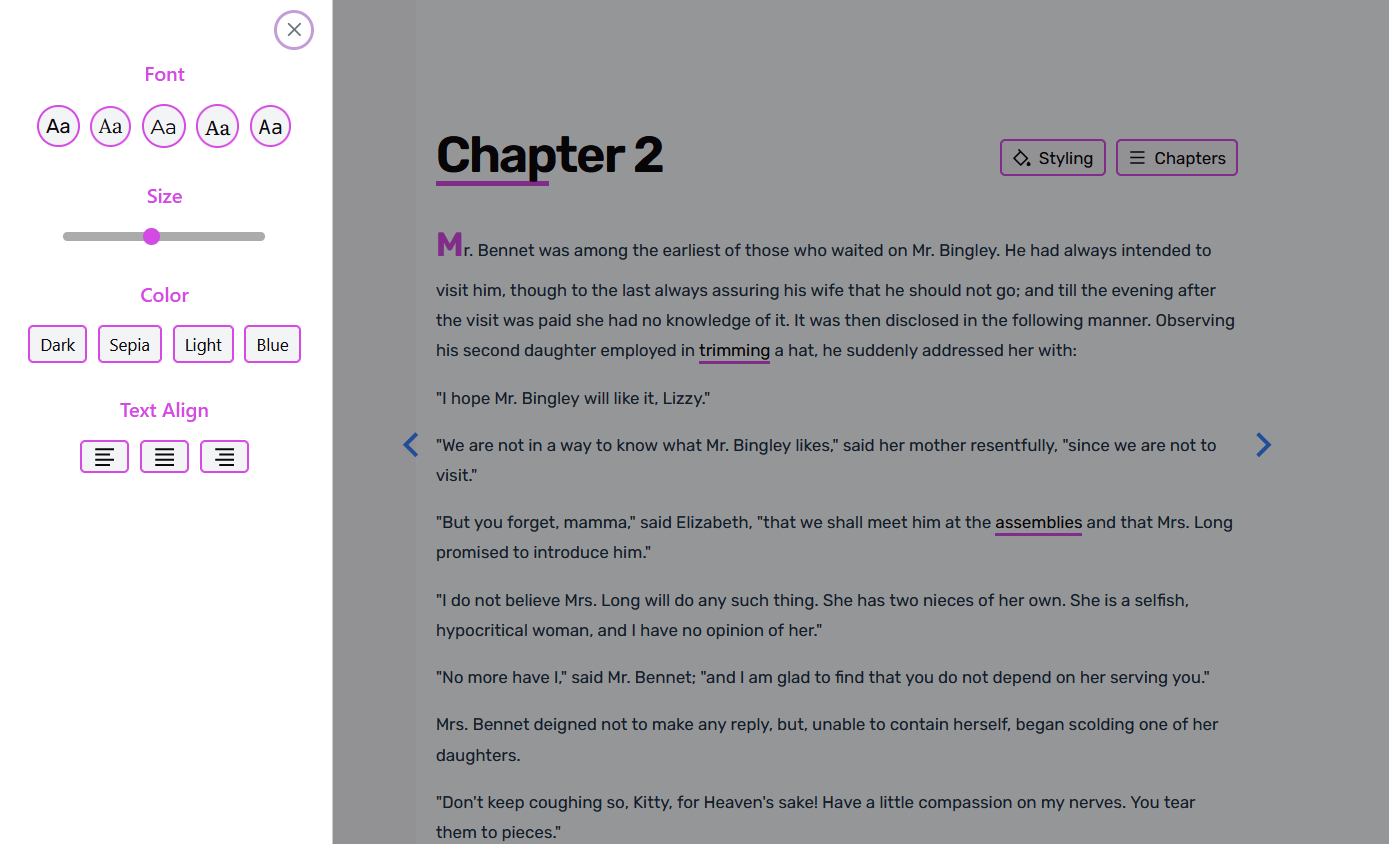 Font
Aa Aa Aa Aa Aa
Size
Color
Dark Sepia Light Blue
Text Align
Chapter 2
Styling Chapters
Mr. Bennet was among the earliest of those who waited on Mr. Bingley. He had always intended to
visit him, though to the last always assuring his wife that he should not go; and till the evening after
the visit was paid she had no knowledge of it. It was then disclosed in the following manner. Observing
his second daughter employed in trimming a hat, he suddenly addressed her with:
"I hope Mr. Bingley will like it, Lizzy."
"We are not in a way to know what Mr. Bingley likes," said her mother resentfully, "since we are not to
visit."
"But you forget, mamma," said Elizabeth, "that we shall meet him at the assemblies and that Mrs. Long
promised to introduce him."
"I do not believe Mrs. Long will do any such thing. She has two nieces of her own. She is a selfish,
hypocritical woman, and I have no opinion of her."
"No more have I," said Mr. Bennet; "and I am glad to find that you do not depend on her serving you."
Mrs. Bennet deigned not to make any reply, but, unable to contain herself, began scolding one of her
daughters.
"Don't keep coughing so, Kitty, for Heaven's sake! Have a little compassion on my nerves. You tear
them to pieces."